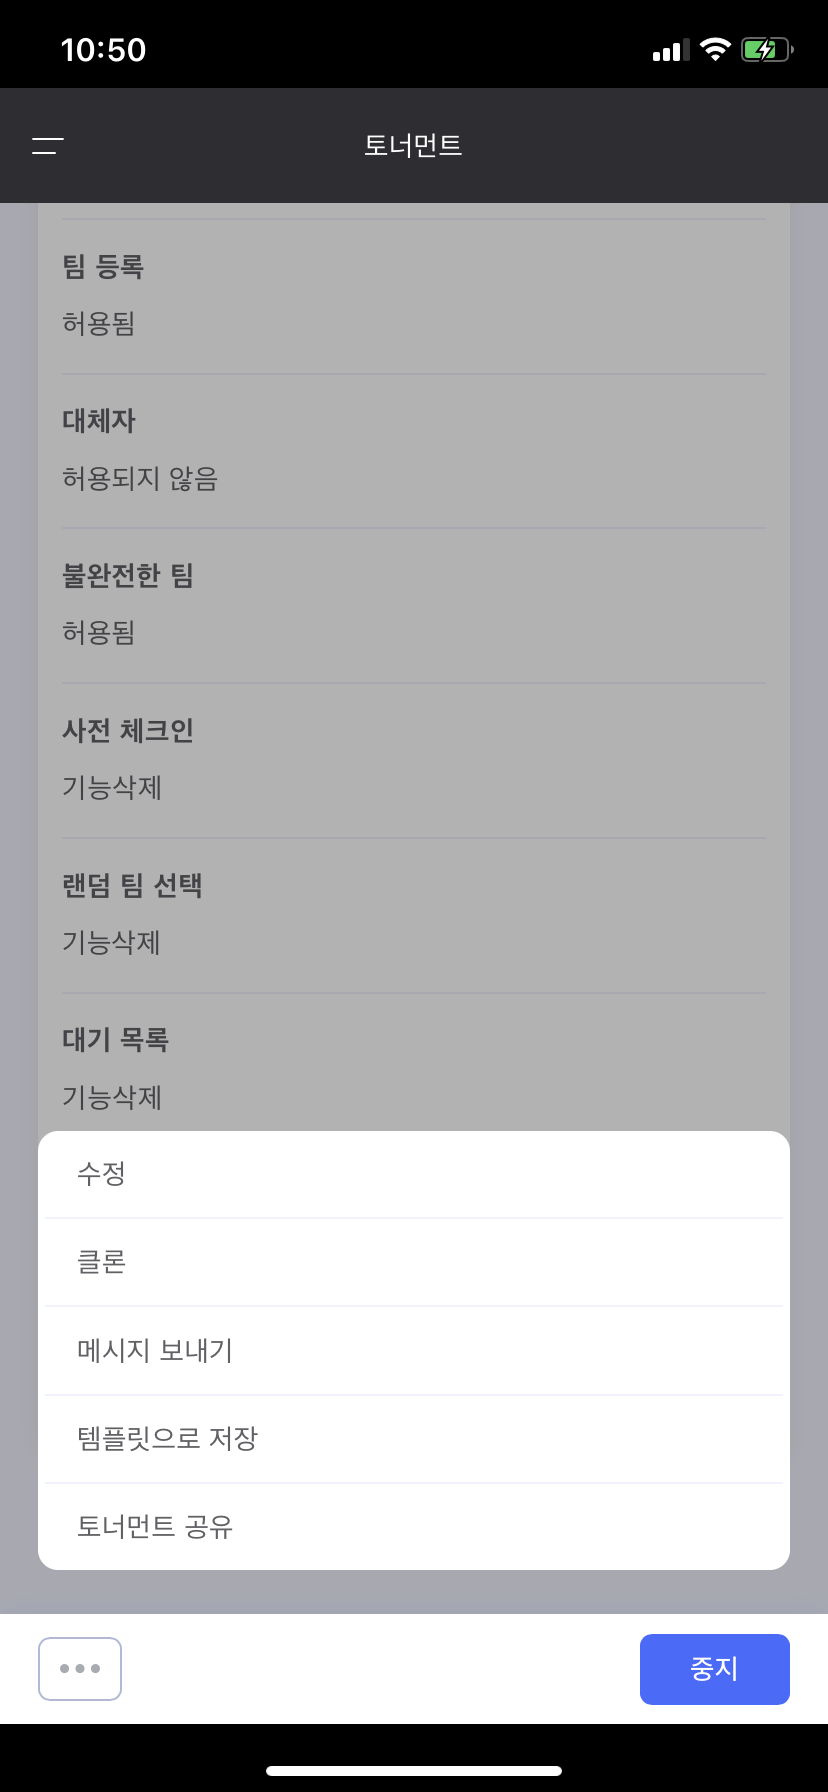 10:50
토너먼트
팀 등록
허용됨
대체자
허용되지 않음
불완전한 팀
허용됨
사전 체크인
기능삭제
랜덤 팀 선택
기능삭제
대기 목록
기능삭제
수정
클론
메시지 보내기
템플릿으로 저장
토너먼트 공유
중지